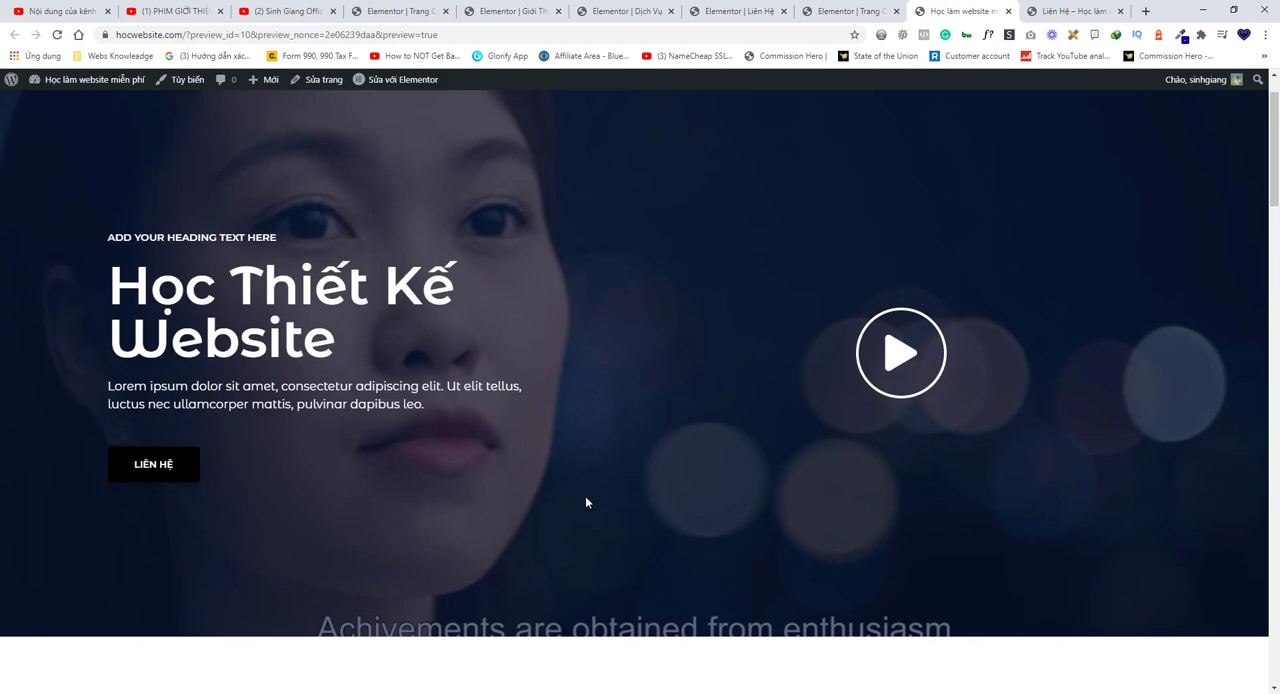 Nội dung của kênh
(1) PHIM GIỚI THIỆ
(2) Sinh Giang Offic
Elementor | Trang C
Elementor | Giới Th
Elementor | Dịch Vụ
Elementor | Liên Hệ
Elementor | Trang C
Học làm website m
Liên Hệ – Học làm
hocwebsite.com/?preview_id=10&preview_nonce=2e06239daa&preview=true
Ứng dụng
Webs Knowleadge
(3) Hướng dẫn xác...
Form 990, 990 Tax F...
How to NOT Get Ba...
Glorify App
Affiliate Area - Blue...
(3) NameCheap SSL...
Commission Hero |
State of the Union
Customer account
Track YouTube anal...
Commission Hero -...
Học làm website miễn phí
Tùy biến
0
Mới
Sửa trang
Sửa với Elementor
Chào, sinhgiang
ADD YOUR HEADING TEXT HERE
Học Thiết Kế
Website
Lorem ipsum dolor sit amet, consectetur adipiscing elit. Ut elit tellus,
luctus nec ullamcorper mattis, pulvinar dapibus leo.
LIÊN HỆ
Achivements are obtained from enthusiasm